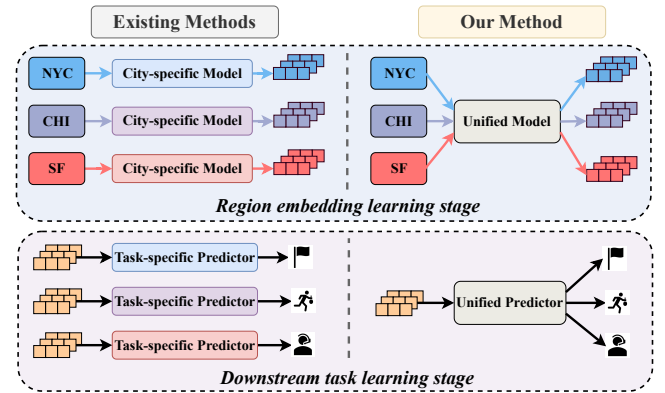 Existing Methods
Our Method
NYC
City-specific Model
CHI
City-specific Model
SF
City-specific Model
NYC
CHI
SF
Unified Model
Region embedding learning stage
Task-specific Predictor
Task-specific Predictor
Task-specific Predictor
Unified Predictor
Downstream task learning stage